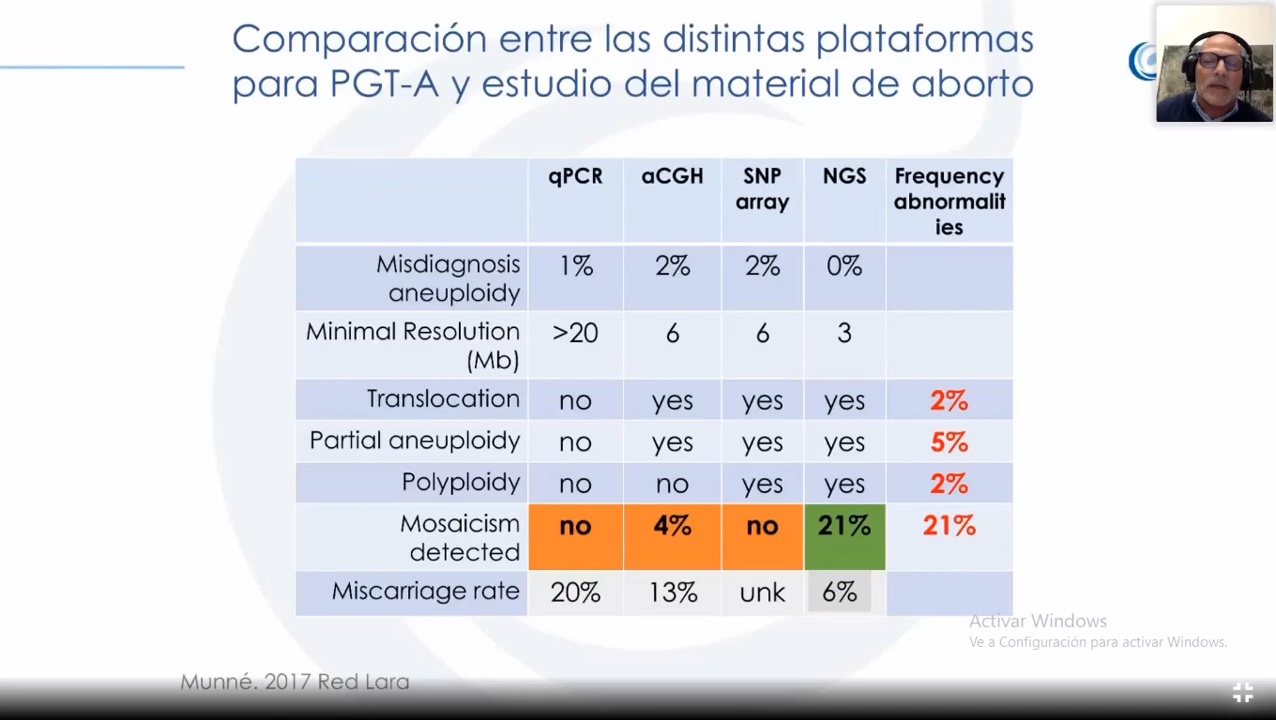 Comparación entre las distintas plataformas
para PGT-A y estudio del material de aborto
qPCR aCGH SNP array NGS Frequency abnormalit ies
Misdiagnosis aneuploidy 1% 2% 2% 0%
Minimal Resolution (Mb) >20 6 6 3
Translocation no yes yes yes 2%
Partial aneuploidy no yes yes yes 5%
Polyploidy no no yes yes 2%
Mosaicism detected no 4% no 21% 21%
Miscarriage rate 20% 13% unk 6%
Activar Windows
Ve a Configuración para activar Windows.
Munné. 2017 Red Lara